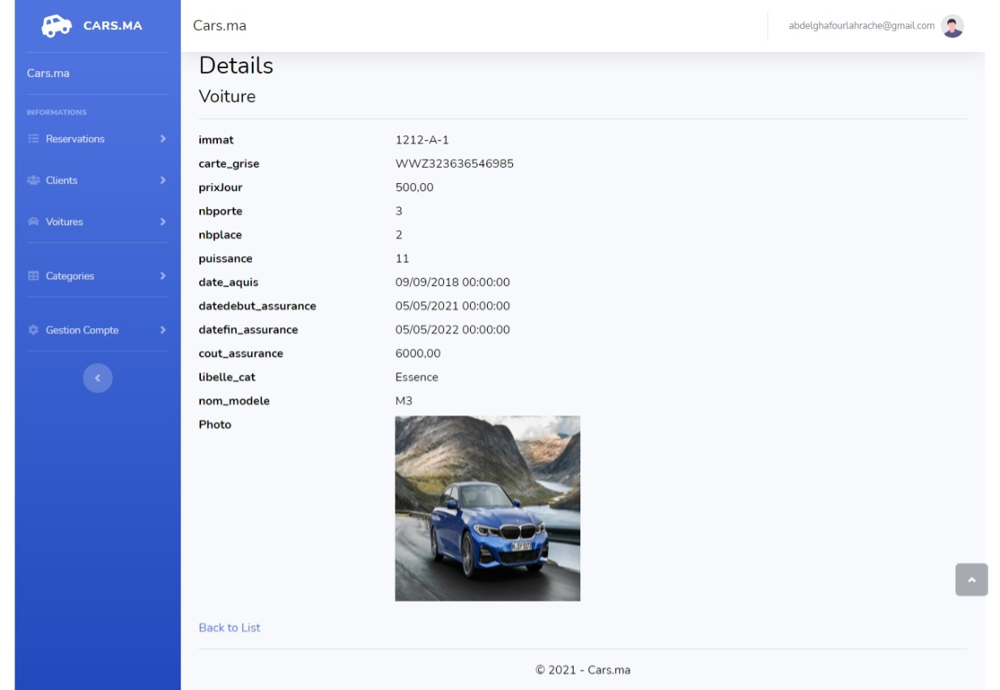 CARS.MA
Cars.ma
abdelghafourlahrache@gmail.com
Cars.ma
INFORMATIONS
Reservations
Clients
Voitures
Categories
Gestion Compte
Details
Voiture
immat 1212-A-1
carte_grise WWZ323636546985
prixJour 500,00
nbporte 3
nbplace 2
puissance 11
date_aquis 09/09/2018 00:00:00
datedebut_assurance 05/05/2021 00:00:00
datefin_assurance 05/05/2022 00:00:00
cout_assurance 6000,00
libelle_cat Essence
nom_modele M3
Photo
Back to List
© 2021 - Cars.ma